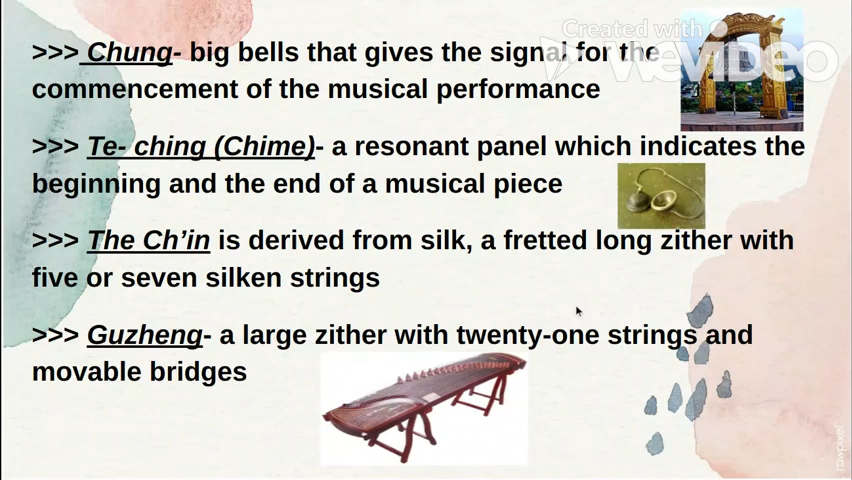 Created with
WeVideo
>>> Chung- big bells that gives the signal for the
commencement of the musical performance
>>> Te- ching (Chime)- a resonant panel which indicates the
beginning and the end of a musical piece
>>> The Ch’in is derived from silk, a fretted long zither with
five or seven silken strings
>>> Guzheng- a large zither with twenty-one strings and
movable bridges
rawpixel